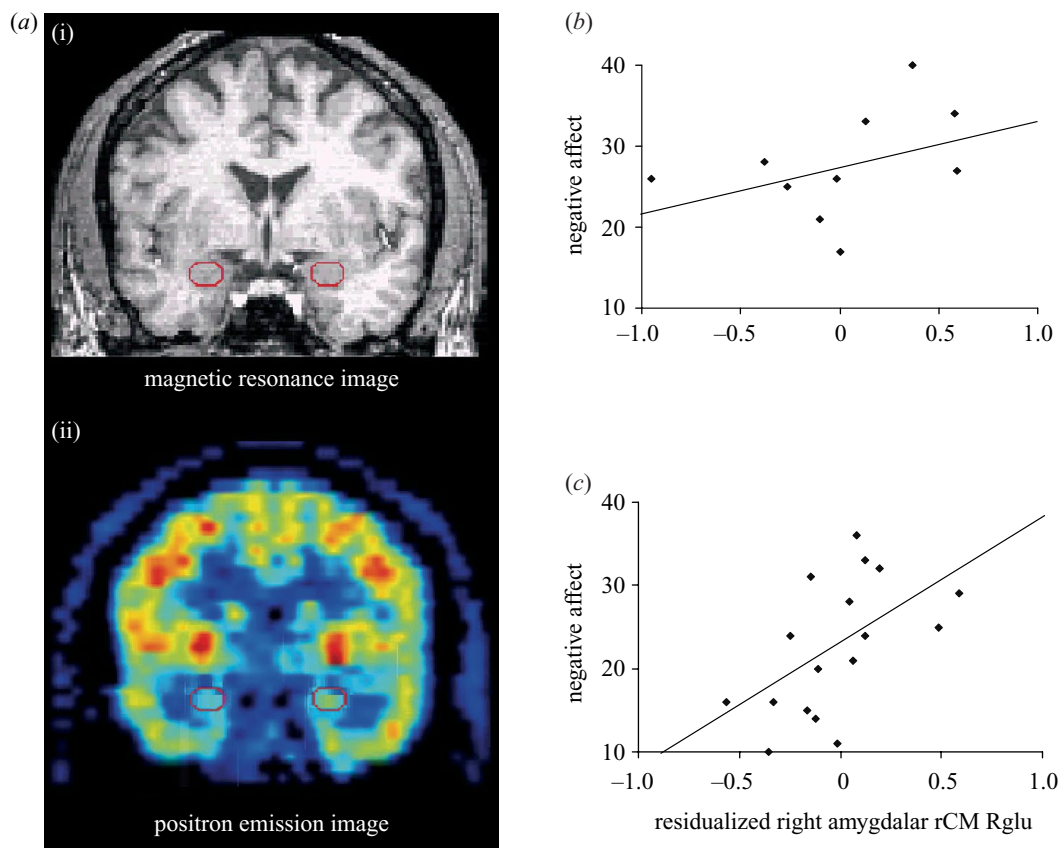 (a)
(i)
magnetic resonance image
(ii)
positron emission image
(b)
40
30
20
10
negative affect
–1.0
–0.5
0
0.5
1.0
(c)
40
30
20
10
negative affect
–1.0
–0.5
0
0.5
1.0
residualized right amygdalar rCM Rglu